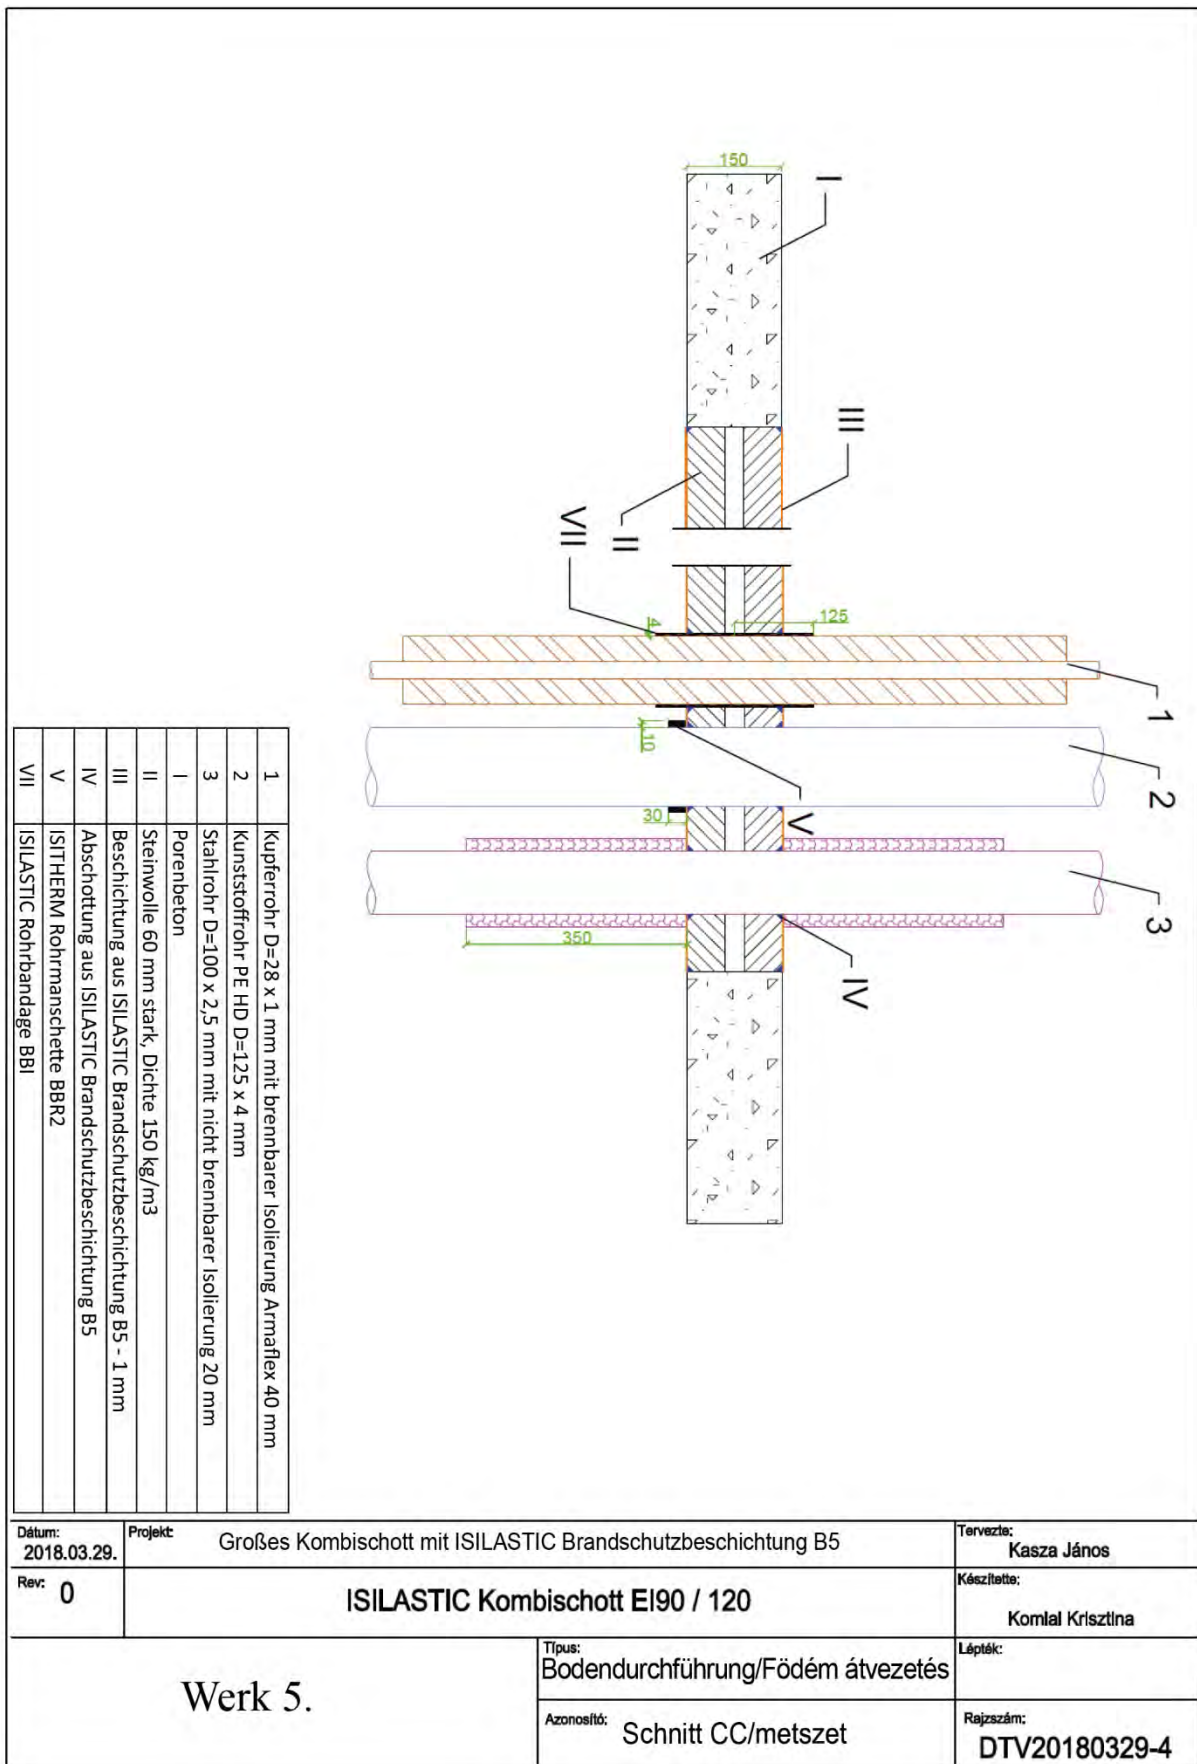 150
I
III
VII
II
125
4
1
10
2
V
30
3
350
IV
1 Kupferrohr D=28 x 1 mm mit brennbarer Isolierung Armaflex 40 mm
2 Kunststoffrohr PE HD D=125 x 4 mm
3 Stahlrohr D=100 x 2,5 mm mit nicht brennbarer Isolierung 20 mm
I Porenbeton
II Steinwolle 60 mm stark, Dichte 150 kg/m3
III Beschichtung aus ISILASTIC Brandschutzbeschichtung B5 - 1 mm
IV Abschottung aus ISILASTIC Brandschutzbeschichtung B5
V ISITHERM Rohrmanschette BBR2
VII ISILASTIC Rohrbandage BBI
Dátum:
2018.03.29.
Projekt:
Großes Kombischott mit ISILASTIC Brandschutzbeschichtung B5
Tervezte:
Kasza János
Rev: 0
ISILASTIC Kombischott EI90 / 120
Készítette:
Komlai Krisztina
Werk 5.
Típus:
Bodendurchführung/Födém átvezetés
Lépték:
Azonosító:
Schnitt CC/metszet
Rajzszám:
DTV20180329-4